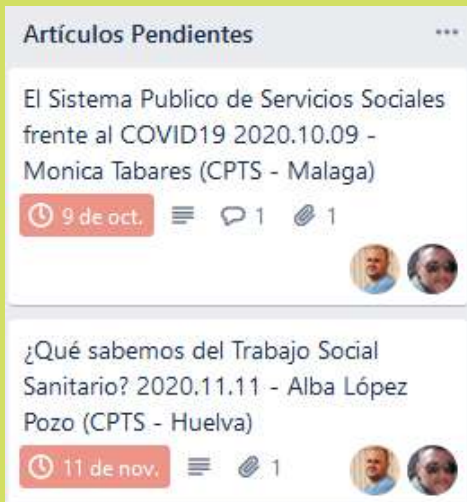 Artículos Pendientes
El Sistema Publico de Servicios Sociales
frente al COVID19 2020.10.09 -
Monica Tabares (CPTS - Malaga)
9 de oct. 1 1
¿Qué sabemos del Trabajo Social
Sanitario? 2020.11.11 - Alba López
Pozo (CPTS - Huelva)
11 de nov. 1